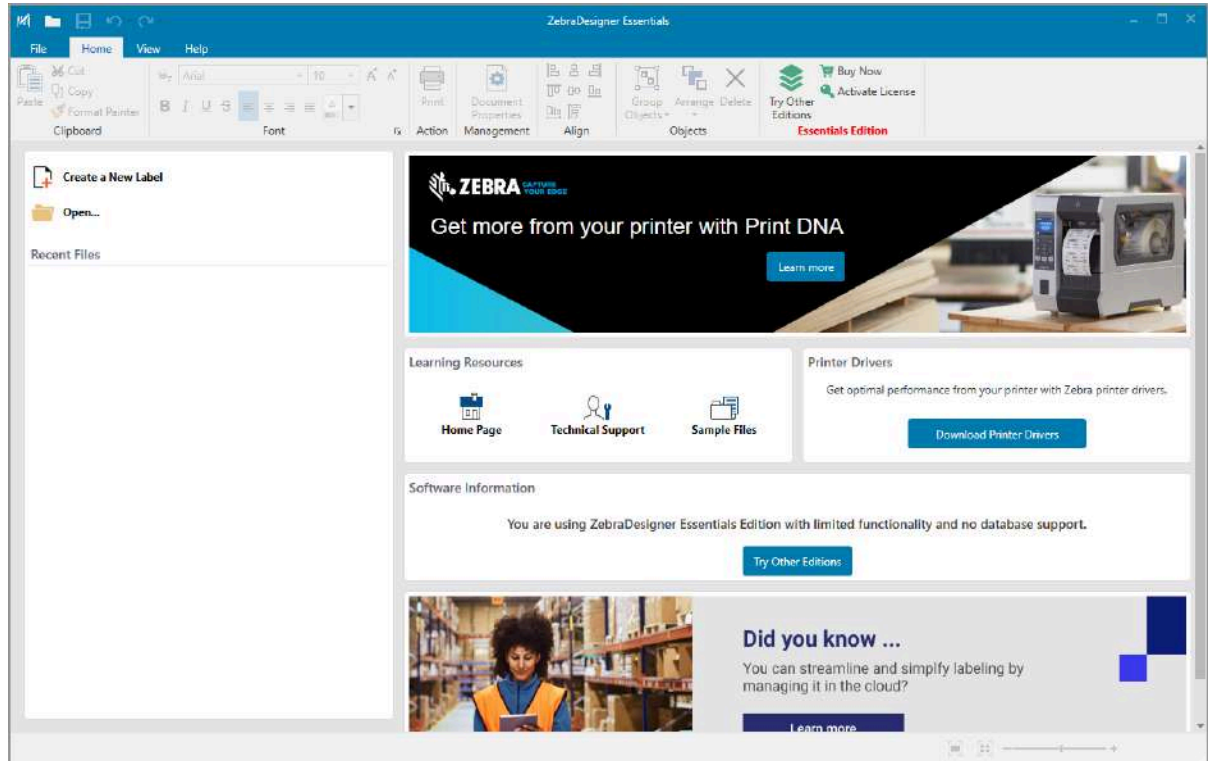 ZebraDesigner Essentials
File Home View Help
Paste
Cut
Copy
Format Painter
Clipboard
Arial 10
B I U S
Font
Print
Action
Document
Properties
Management
Align
Group
Objects
Arrange Delete
Objects
Try Other
Editions
Buy Now
Activate License
Essentials Edition
Create a New Label
Open...
Recent Files
ZEBRA CAPTURE
YOUR EDGE
Get more from your printer with Print DNA
Learn more
Learning Resources
Home Page Technical Support Sample Files
Printer Drivers
Get optimal performance from your printer with Zebra printer drivers.
Download Printer Drivers
Software Information
You are using ZebraDesigner Essentials Edition with limited functionality and no database support.
Try Other Editions
Did you know ...
You can streamline and simplify labeling by
managing it in the cloud?
Learn more